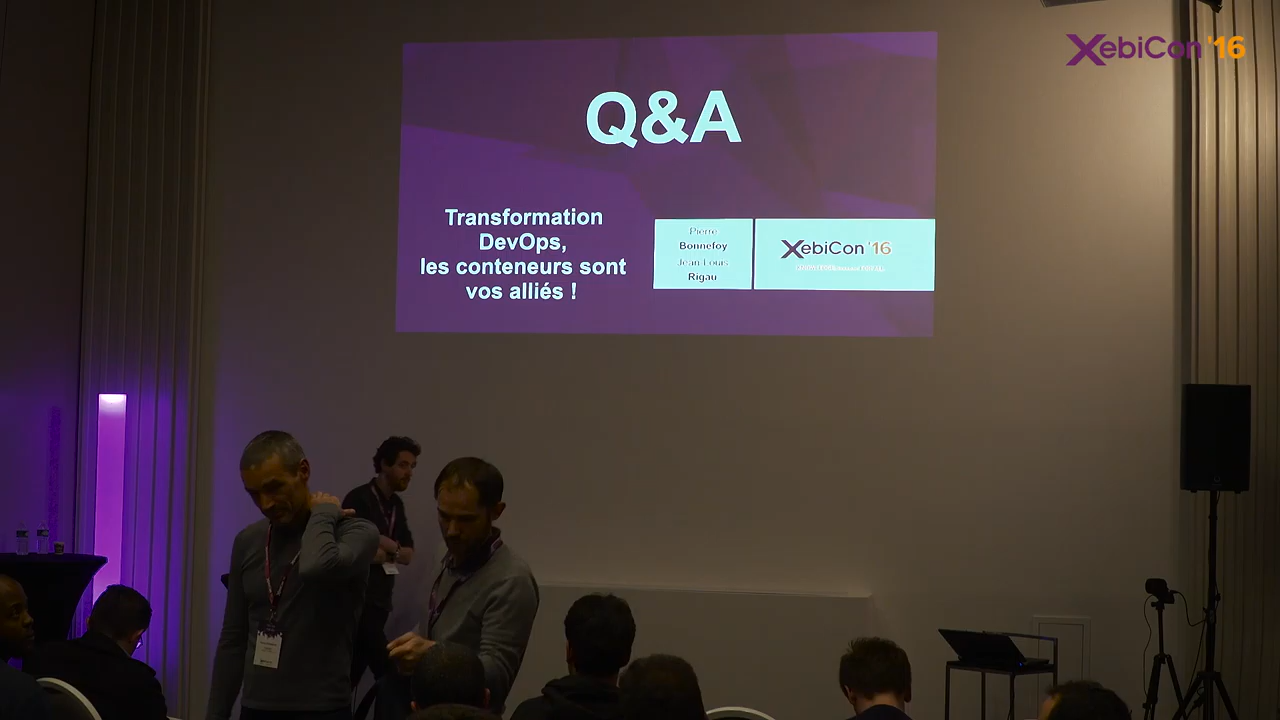 XebiCon '16
Q&A
Transformation
DevOps,
les conteneurs sont
vos alliés !
Pierre
Bonnefoy
Jean-Louis
Rigau
XebiCon '16